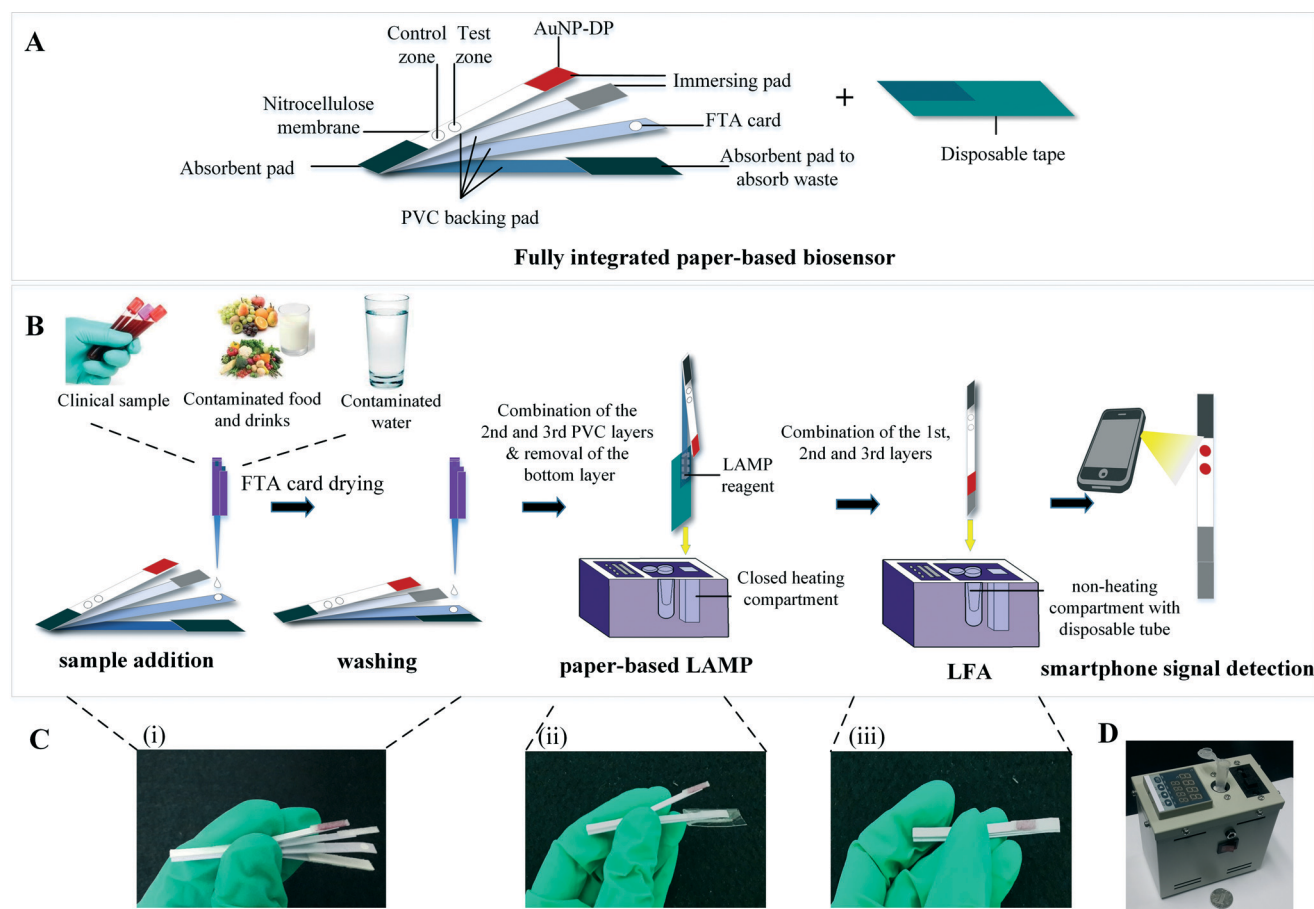 A
Control
zone
Test
zone
AuNP-DP
Nitrocellulose
membrane
Immersing pad
FTA card
Absorbent pad
Absorbent pad to
absorb waste
PVC backing pad
+
Disposable tape
Fully integrated paper-based biosensor
B
Clinical sample
Contaminated food
and drinks
Contaminated
water
FTA card drying
Combination of the
2nd and 3rd PVC layers
& removal of the
bottom layer
LAMP
reagent
Combination of the 1st,
2nd and 3rd layers
Closed heating
compartment
non-heating
compartment with
disposable tube
sample addition
washing
paper-based LAMP
LFA
smartphone signal detection
C
(i)
(ii)
(iii)
D